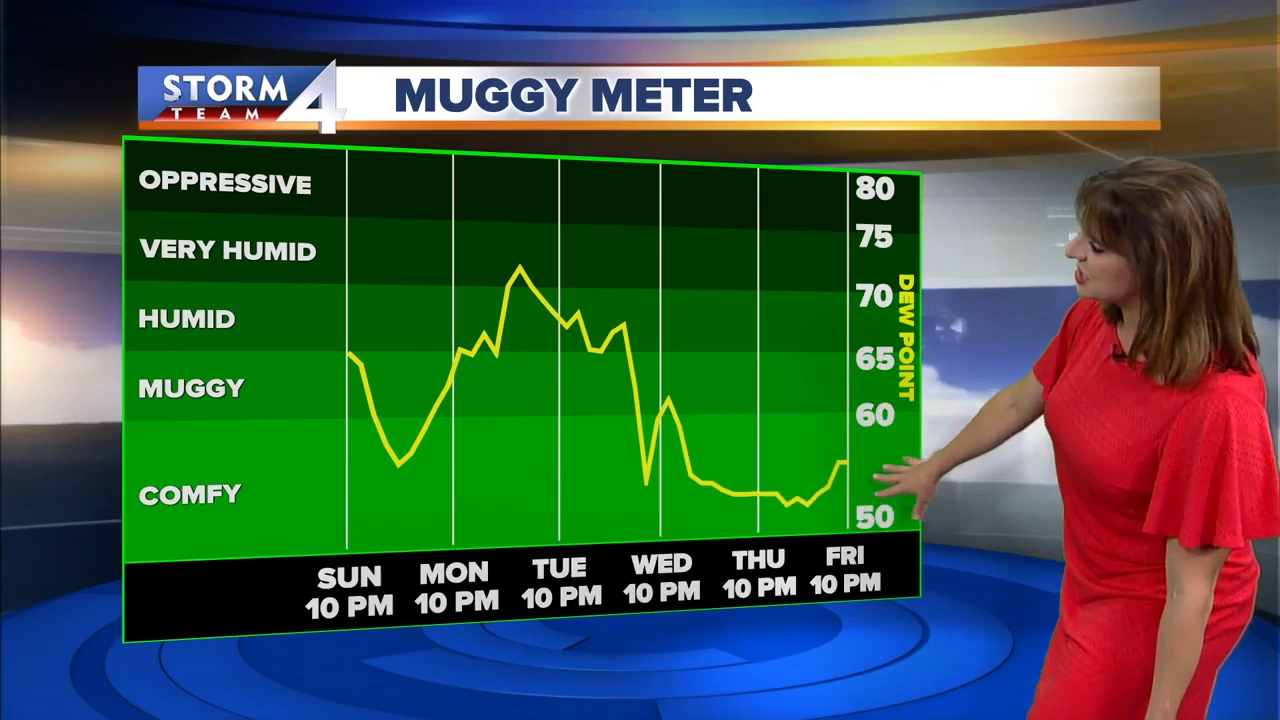 STORM
TEAM
4
MUGGY METER
OPPRESSIVE
VERY HUMID
HUMID
MUGGY
COMFY
80
75
70
65
60
50
DEW POINT
SUN
10 PM
MON
10 PM
TUE
10 PM
WED
10 PM
THU
10 PM
FRI
10 PM